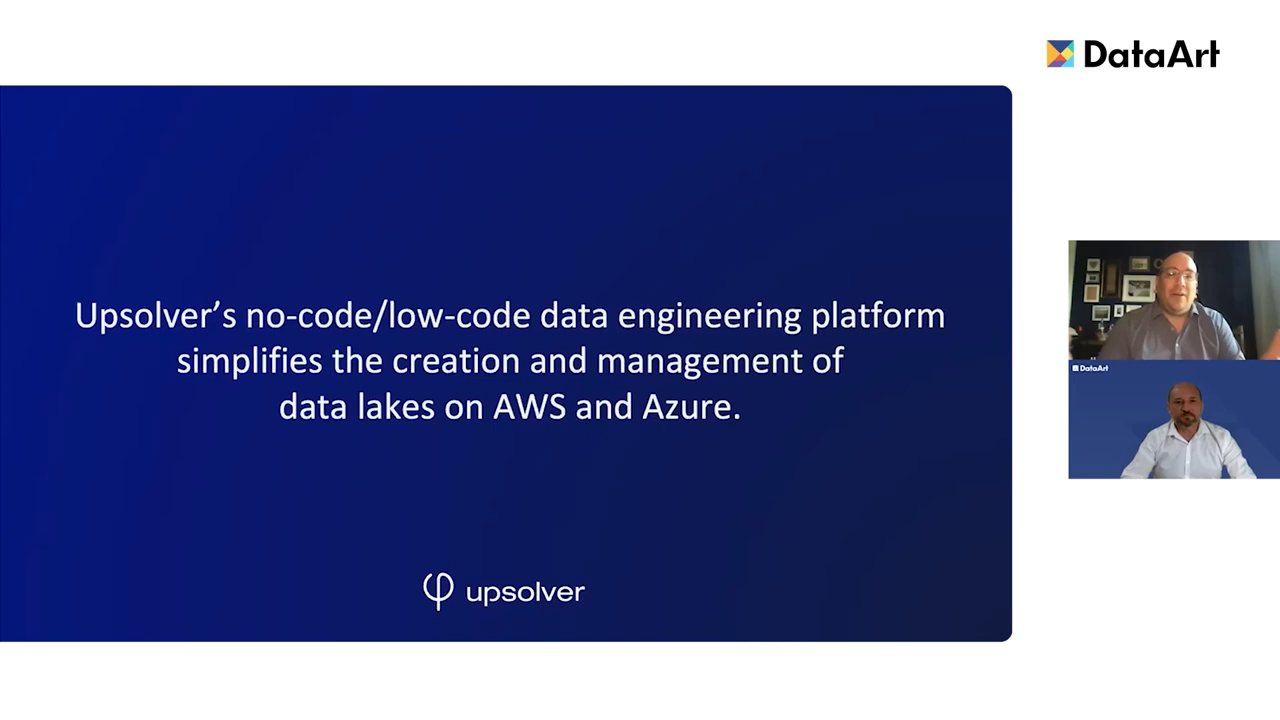 DataArt
Upsolver’s no-code/low-code data engineering platform
simplifies the creation and management of
data lakes on AWS and Azure.
upsolver
DataArt